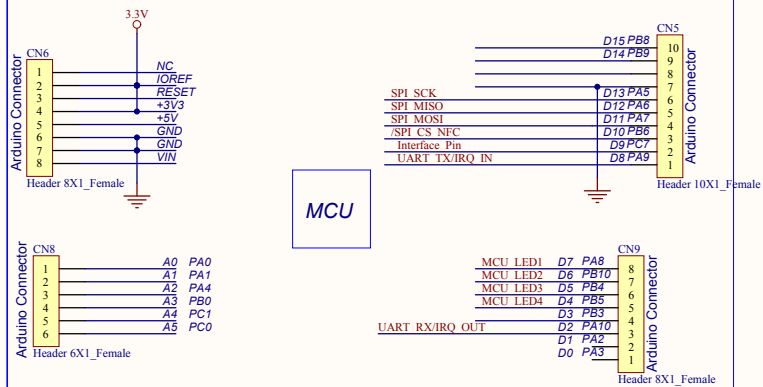 3.3V
CN6
Arduino Connector
1 NC
2 IOREF
3 RESET
4 +3V3
5 +5V
6 GND
7 GND
8 VIN
Header 8X1_Female
CN5
Arduino Connector
D15 PB8 10
D14 PB9 9
8
7
SPI_SCK D13 PA5 6
SPI_MISO D12 PA6 5
SPI_MOSI D11 PA7 4
/SPI_CS_NFC D10 PB6 3
Interface_Pin D9 PC7 2
UART_TX/IRQ_IN D8 PA9 1
Header 10X1_Female
MCU
CN8
Arduino Connector
1 A0 PA0
2 A1 PA1
3 A2 PA4
4 A3 PB0
5 A4 PC1
6 A5 PC0
Header 6X1_Female
CN9
Arduino Connector
MCU_LED1 D7 PA8 8
MCU_LED2 D6 PB10 7
MCU_LED3 D5 PB4 6
MCU_LED4 D4 PB5 5
D3 PB3 4
UART_RX/IRQ_OUT D2 PA10 3
D1 PA2 2
D0 PA3 1
Header 8X1_Female